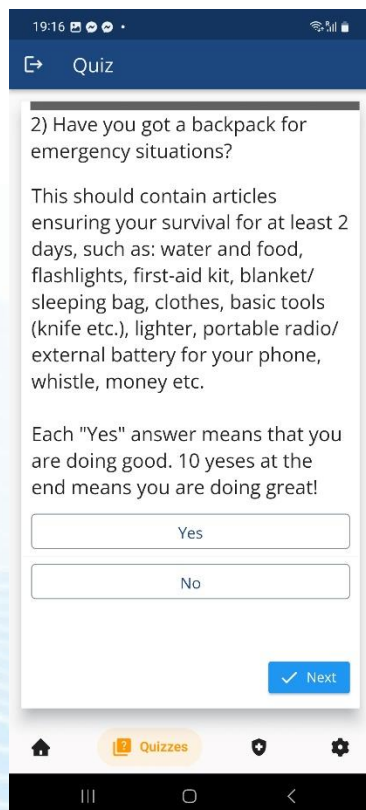 19:16
Quiz
2) Have you got a backpack for
emergency situations?
This should contain articles
ensuring your survival for at least 2
days, such as: water and food,
flashlights, first-aid kit, blanket/
sleeping bag, clothes, basic tools
(knife etc.), lighter, portable radio/
external battery for your phone,
whistle, money etc.
Each "Yes" answer means that you
are doing good. 10 yeses at the
end means you are doing great!
Yes
No
Next
Quizzes